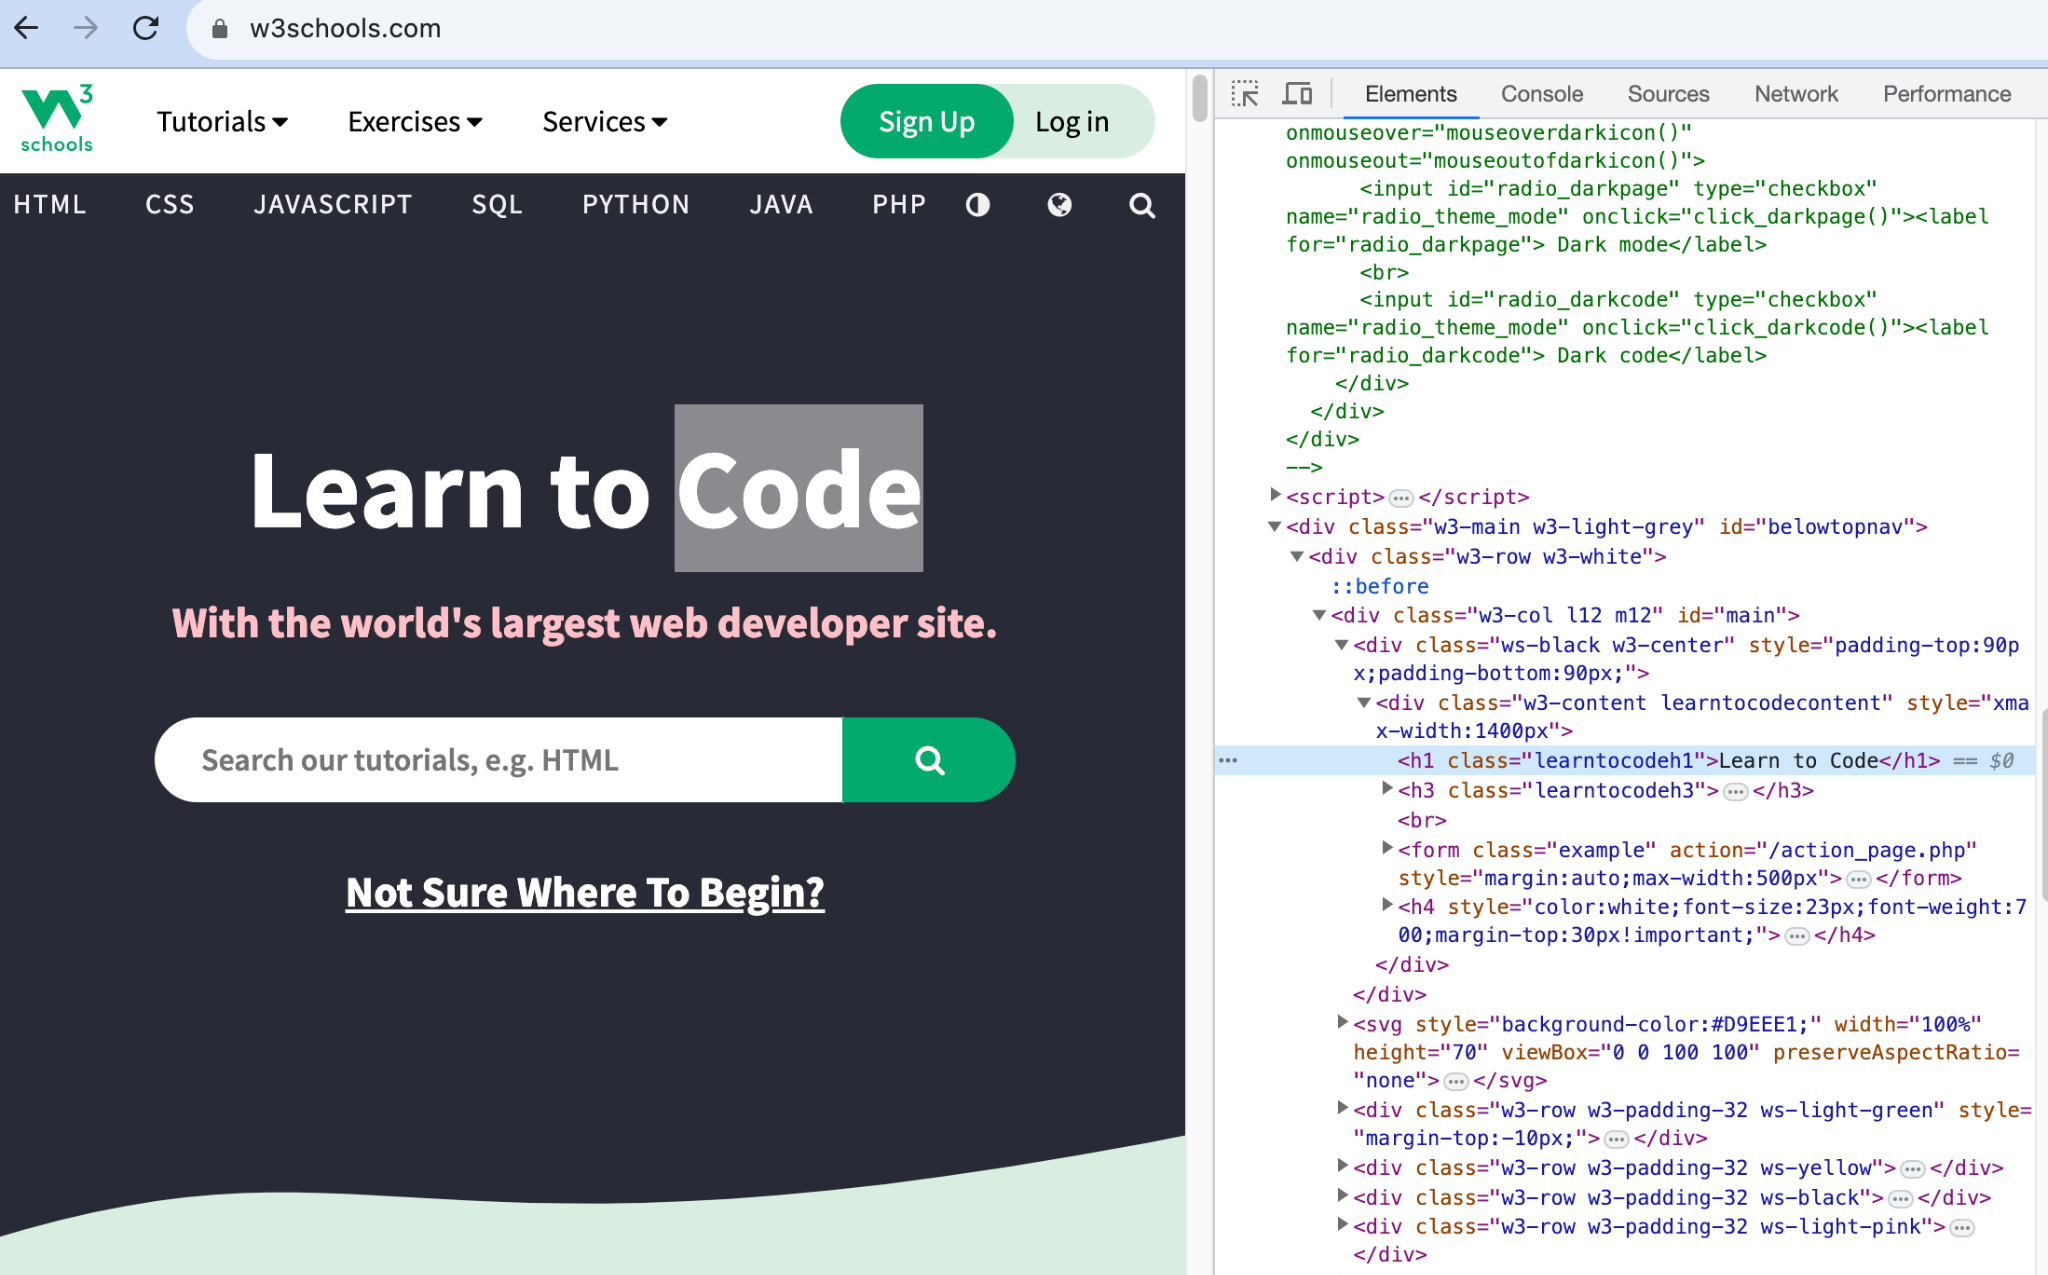 w3schools.com
3
schools
Tutorials Exercises Services Sign Up Log in
HTML CSS JAVASCRIPT SQL PYTHON JAVA PHP
Learn to Code
With the world's largest web developer site.
Search our tutorials, e.g. HTML
Not Sure Where To Begin?
Elements Console Sources Network Performance
onmouseover="mouseoverdarkicon()"
onmouseout="mouseoutofdarkicon()">
<input id="radio_darkpage" type="checkbox"
name="radio_theme_mode" onclick="click_darkpage()"><label
for="radio_darkpage"> Dark mode</label>
<br>
<input id="radio_darkcode" type="checkbox"
name="radio_theme_mode" onclick="click_darkcode()"><label
for="radio_darkcode"> Dark code</label>
</div>
</div>
</div>
-->
<script>…</script>
<div class="w3-main w3-light-grey" id="belowtopnav">
<div class="w3-row w3-white">
::before
<div class="w3-col l12 m12" id="main">
<div class="ws-black w3-center" style="padding-top:90p
x;padding-bottom:90px;">
<div class="w3-content learntocodecontent" style="xma
x-width:1400px">
… <h1 class="learntocodeh1">Learn to Code</h1> == $0
<h3 class="learntocodeh3">…</h3>
<br>
<form class="example" action="/action_page.php"
style="margin:auto;max-width:500px">…</form>
<h4 style="color:white;font-size:23px;font-weight:7
00;margin-top:30px!important;">…</h4>
</div>
</div>
<svg style="background-color:#D9EEE1;" width="100%"
height="70" viewBox="0 0 100 100" preserveAspectRatio=
"none">…</svg>
<div class="w3-row w3-padding-32 ws-light-green" style=
"margin-top:-10px;">…</div>
<div class="w3-row w3-padding-32 ws-yellow">…</div>
<div class="w3-row w3-padding-32 ws-black">…</div>
<div class="w3-row w3-padding-32 ws-light-pink">…
</div>